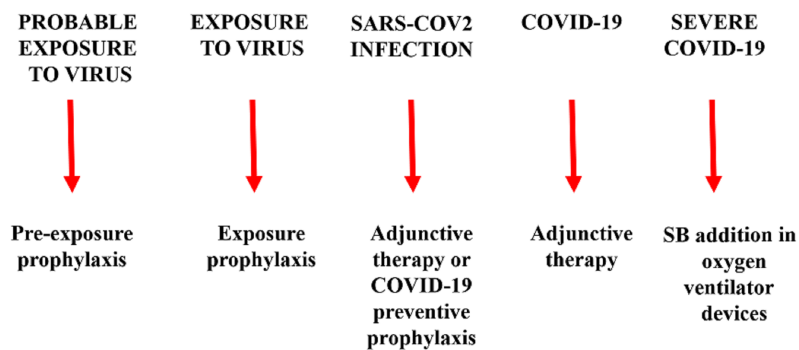 PROBABLE
EXPOSURE
TO VIRUS
EXPOSURE
TO VIRUS
SARS-COV2
INFECTION
COVID-19
SEVERE
COVID-19
Pre-exposure
prophylaxis
Exposure
prophylaxis
Adjunctive
therapy or
COVID-19
preventive
prophylaxis
Adjunctive
therapy
SB addition in
oxygen
ventilator
devices